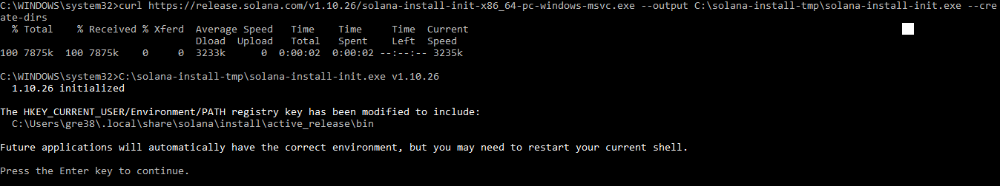 C:\WINDOWS\system32>curl https://release.solana.com/v1.10.26/solana-install-init-x86_64-pc-windows-msvc.exe --output C:\solana-install-tmp\solana-install-init.exe --cre
ate-dirs
  % Total    % Received % Xferd  Average Speed   Time    Time     Time  Current
                                 Dload  Upload   Total   Spent    Left  Speed
100 7875k  100 7875k    0     0  3233k      0  0:00:02  0:00:02 --:--:-- 3235k
C:\WINDOWS\system32>C:\solana-install-tmp\solana-install-init.exe v1.10.26
  1.10.26 initialized
The HKEY_CURRENT_USER/Environment/PATH registry key has been modified to include:
  C:\Users\gre38\.local\share\solana\install\active_release\bin
Future applications will automatically have the correct environment, but you may need to restart your current shell.
Press the Enter key to continue.